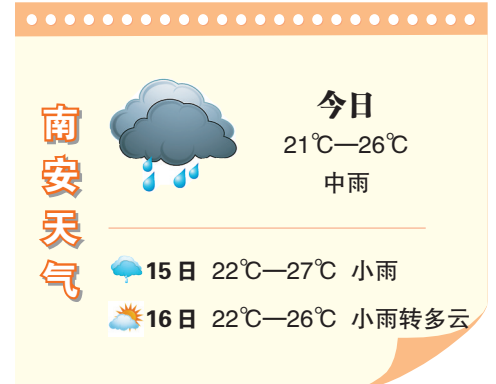 南安天气
今日
21℃—26℃
中雨
15日 22℃—27℃ 小雨
16日 22℃—26℃ 小雨转多云